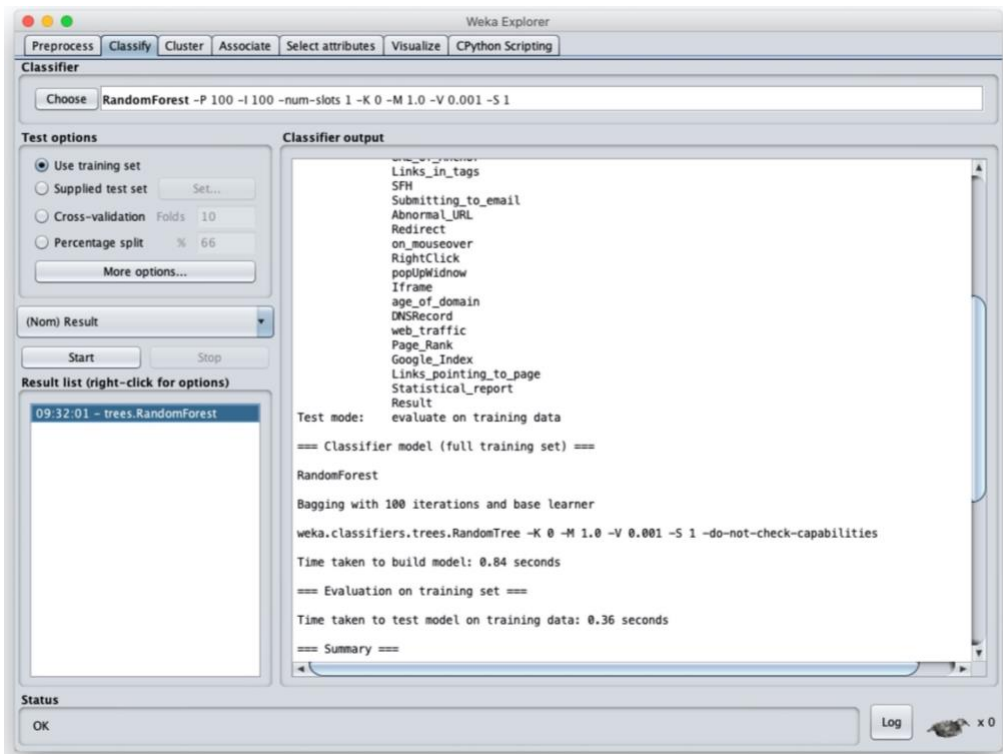 Weka Explorer
Preprocess Classify Cluster Associate Select attributes Visualize CPython Scripting
Classifier
Choose RandomForest -P 100 -I 100 -num-slots 1 -K 0 -M 1.0 -V 0.001 -S 1
Test options
Use training set
Supplied test set Set...
Cross-validation Folds 10
Percentage split % 66
More options...
(Nom) Result
Start Stop
Result list (right-click for options)
09:32:01 - trees.RandomForest
Classifier output
Links_in_tags
SFH
Submitting_to_email
Abnormal_URL
Redirect
on_mouseover
RightClick
popUpWidnow
Iframe
age_of_domain
DNSRecord
web_traffic
Page_Rank
Google_Index
Links_pointing_to_page
Statistical_report
Result
Test mode: evaluate on training data
=== Classifier model (full training set) ===
RandomForest
Bagging with 100 iterations and base learner
weka.classifiers.trees.RandomTree -K 0 -M 1.0 -V 0.001 -S 1 -do-not-check-capabilities
Time taken to build model: 0.84 seconds
=== Evaluation on training set ===
Time taken to test model on training data: 0.36 seconds
=== Summary ===
Status
OK
Log x 0